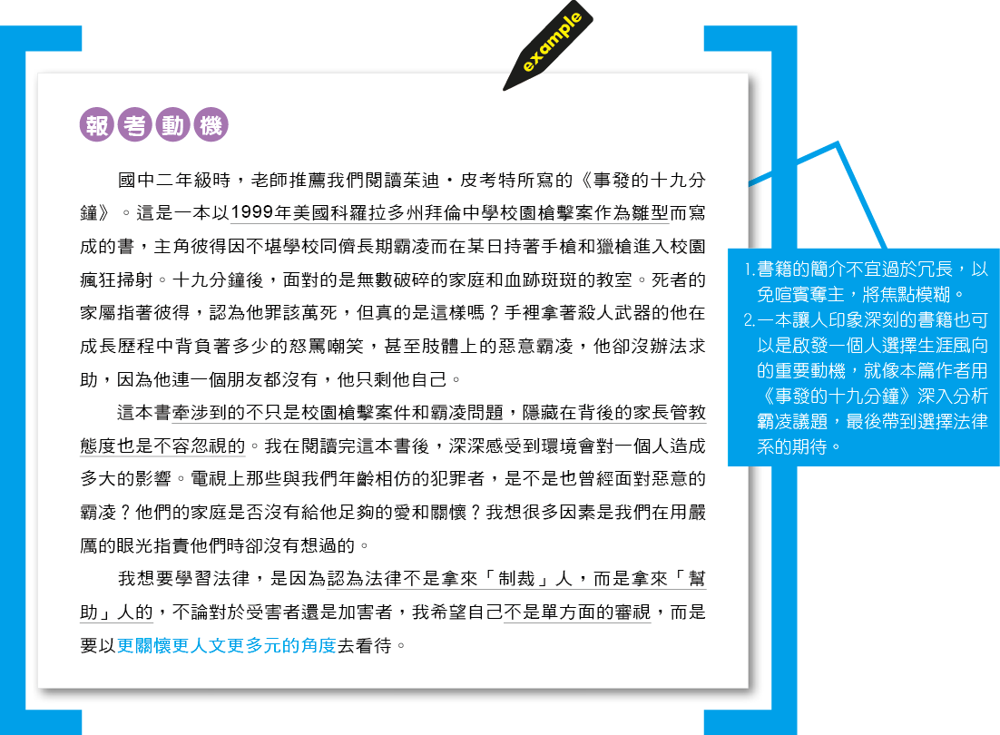 example
報考動機
國中二年級時，老師推薦我們閱讀茱迪·皮考特所寫的《事發的十九分
鐘》。這是一本以1999年美國科羅拉多州拜倫中學校園槍擊案作為雛型而寫
成的書，主角彼得因不堪學校同儕長期霸凌而在某日持著手槍和獵槍進入校園
瘋狂掃射。十九分鐘後，面對的是無數破碎的家庭和血跡斑斑的教室。死者的
家屬指著彼得，認為他罪該萬死，但真的是這樣嗎？手裡拿著殺人武器的他在
成長歷程中背負著多少的怒罵嘲笑，甚至肢體上的惡意霸凌，他卻沒辦法求
助，因為他連一個朋友都沒有，他只剩他自己。
這本書牽涉到的不只是校園槍擊案件和霸凌問題，隱藏在背後的家長管教
態度也是不容忽視的。我在閱讀完這本書後，深深感受到環境會對一個人造成
多大的影響。電視上那些與我們年齡相仿的犯罪者，是不是也曾經面對惡意的
霸凌？他們的家庭是否沒有給他足夠的愛和關懷？我想很多因素是我們在用嚴
厲的眼光指責他們時卻沒有想過的。
我想要學習法律，是因為認為法律不是拿來「制裁」人，而是拿來「幫
助」人的，不論對於受害者還是加害者，我希望自己不是單方面的審視，而是
要以更關懷更人文更多元的角度去看待。
1.書籍的簡介不宜過於冗長，以
免喧賓奪主，將焦點模糊。
2.一本讓人印象深刻的書籍也可
以是啟發一個人選擇生涯風向
的重要動機，就像本篇作者用
《事發的十九分鐘》深入分析
霸凌議題，最後帶到選擇法律
系的期待。